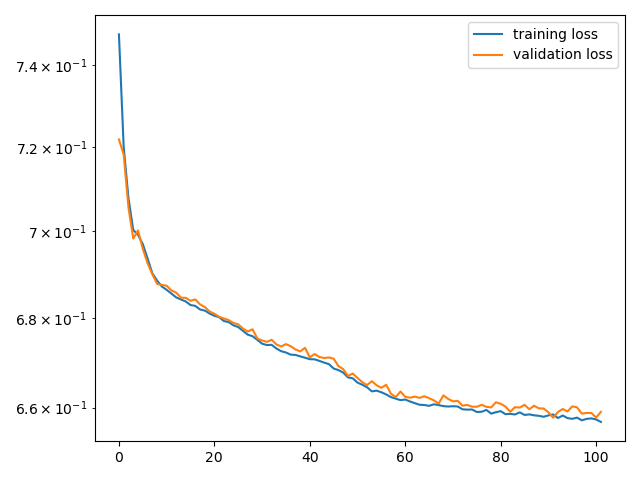 training loss
validation loss
7.4 × 10⁻¹
7.2 × 10⁻¹
7 × 10⁻¹
6.8 × 10⁻¹
6.6 × 10⁻¹
0 20 40 60 80 100